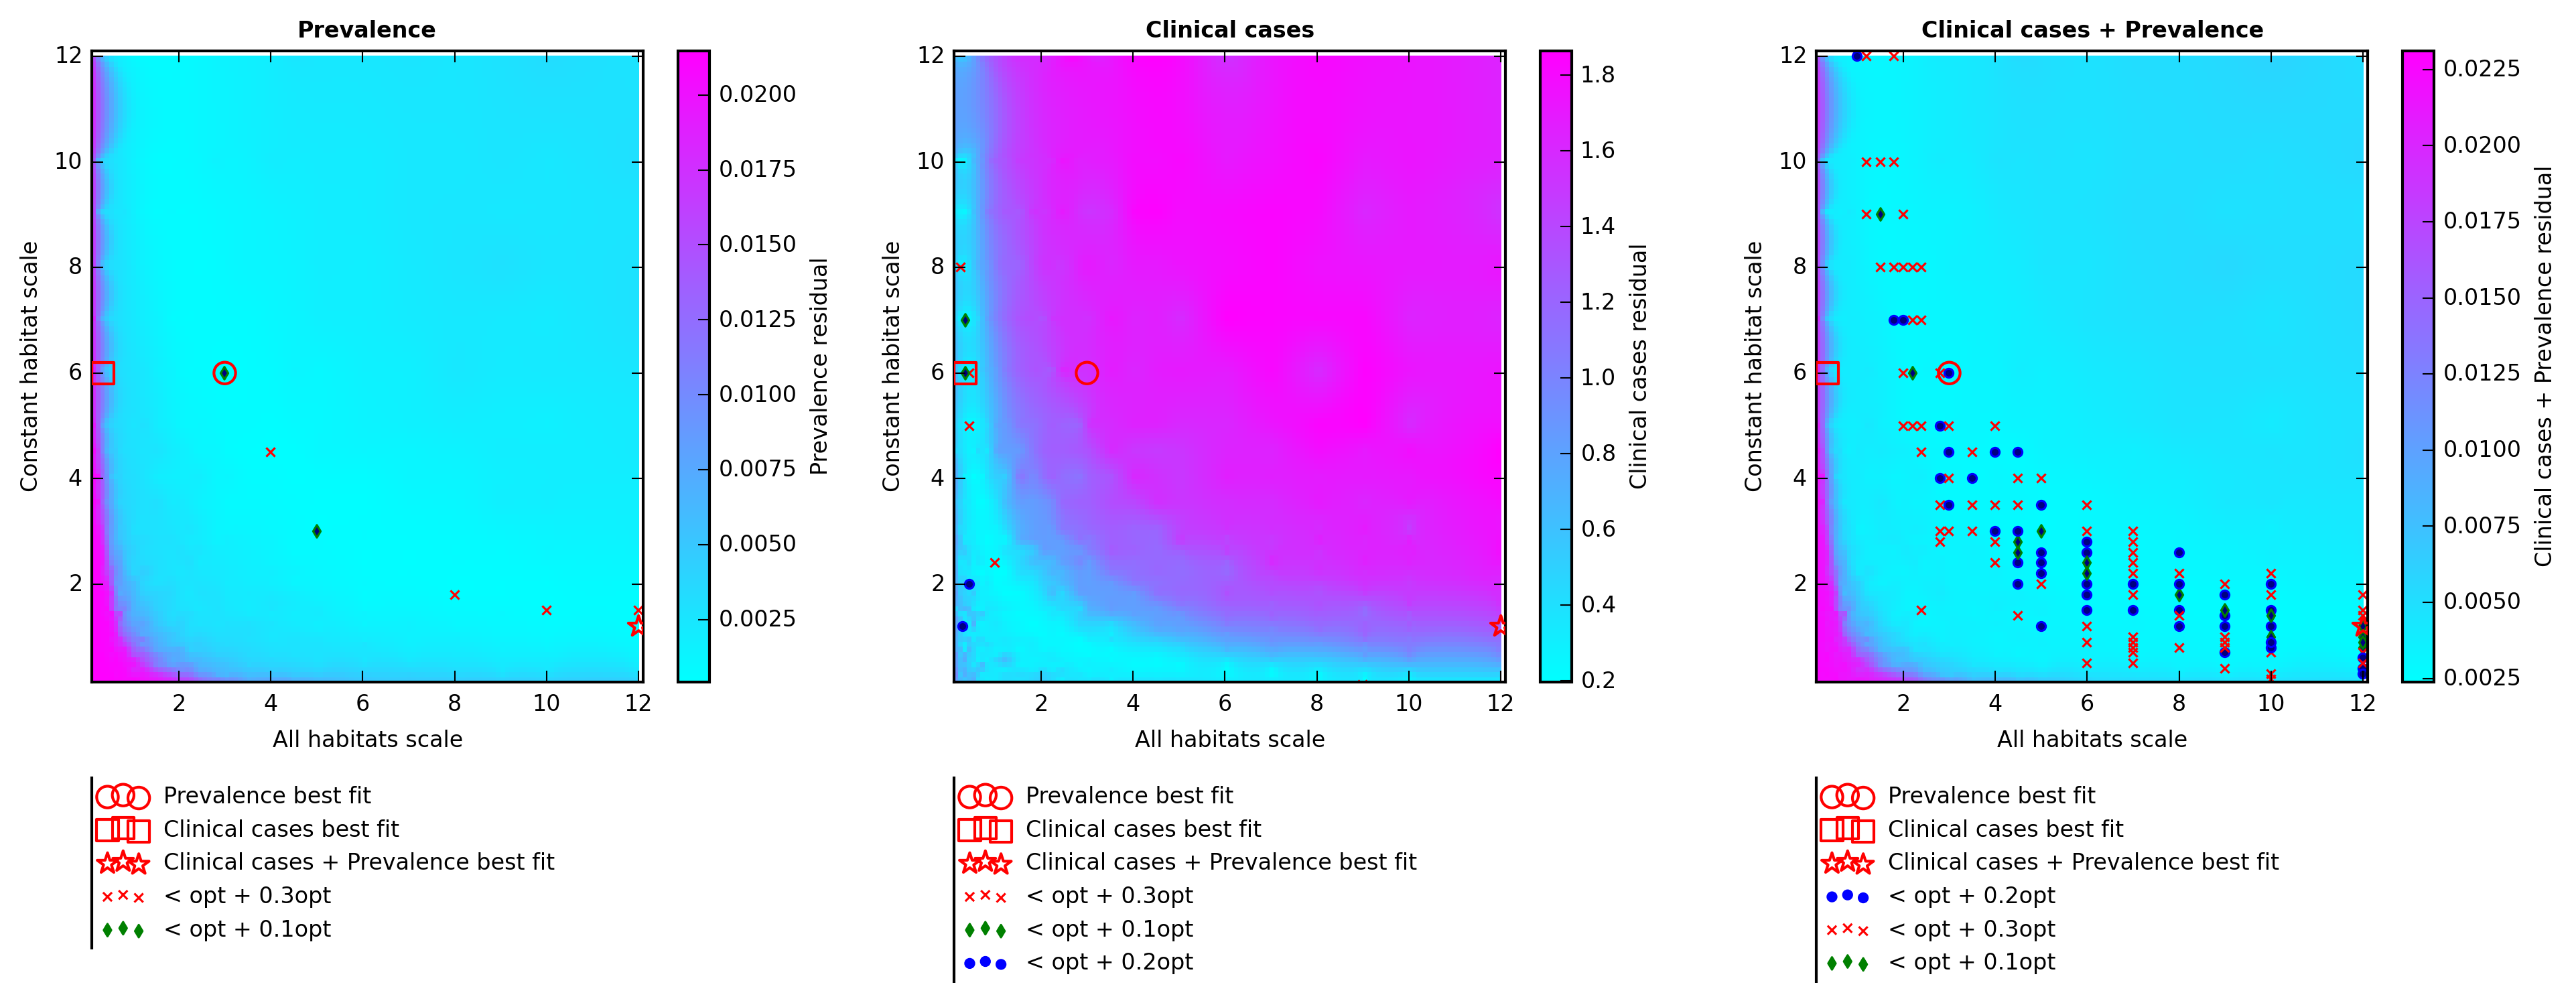 Prevalence
12
10
8
6
4
2
Constant habitat scale
2 4 6 8 10 12
All habitats scale
0.0200
0.0175
0.0150
0.0125
0.0100
0.0075
0.0050
0.0025
Prevalence residual
Prevalence best fit
Clinical cases best fit
Clinical cases + Prevalence best fit
< opt + 0.3opt
< opt + 0.1opt
Clinical cases
12
10
8
6
4
2
Constant habitat scale
2 4 6 8 10 12
All habitats scale
1.8
1.6
1.4
1.2
1.0
0.8
0.6
0.4
0.2
Clinical cases residual
Prevalence best fit
Clinical cases best fit
Clinical cases + Prevalence best fit
< opt + 0.3opt
< opt + 0.1opt
< opt + 0.2opt
Clinical cases + Prevalence
12
10
8
6
4
2
Constant habitat scale
2 4 6 8 10 12
All habitats scale
0.0225
0.0200
0.0175
0.0150
0.0125
0.0100
0.0075
0.0050
0.0025
Clinical cases + Prevalence residual
Prevalence best fit
Clinical cases best fit
Clinical cases + Prevalence best fit
< opt + 0.2opt
< opt + 0.3opt
< opt + 0.1opt